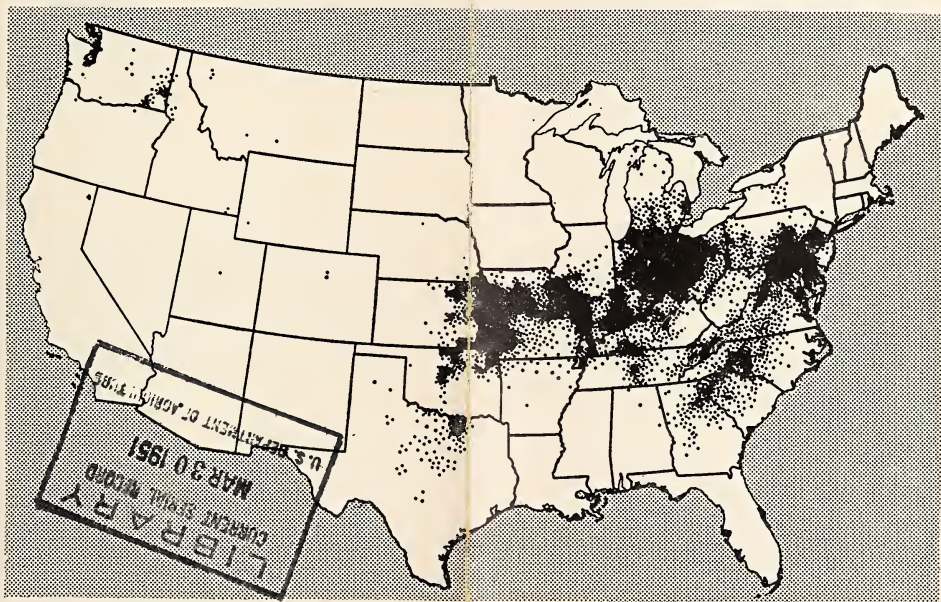 LIBRARY
CURRENT SERIAL RECORD
MAR 30 1951
U.S. DEPARTMENT OF AGRICULTURE